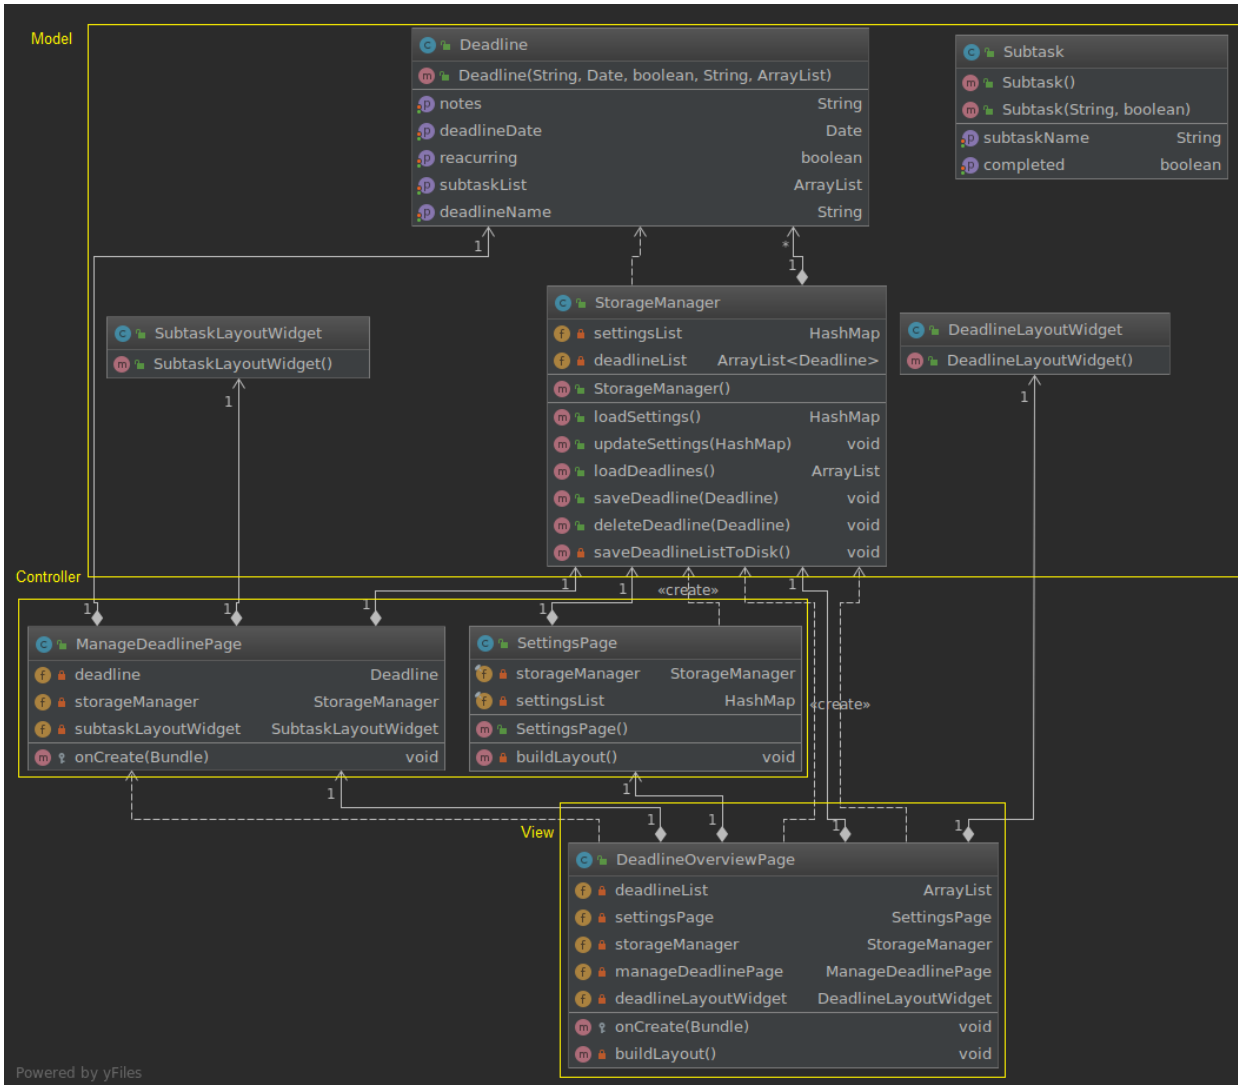 Model
Deadline
Deadline(String, Date, boolean, String, ArrayList)
notes String
deadlineDate Date
reacurring boolean
subtaskList ArrayList
deadlineName String
Subtask
Subtask()
Subtask(String, boolean)
subtaskName String
completed boolean
1
*
1
StorageManager
settingsList HashMap
deadlineList ArrayList<Deadline>
StorageManager()
loadSettings() HashMap
updateSettings(HashMap) void
loadDeadlines() ArrayList
saveDeadline(Deadline) void
deleteDeadline(Deadline) void
saveDeadlineListToDisk() void
SubtaskLayoutWidget
SubtaskLayoutWidget()
1
DeadlineLayoutWidget
DeadlineLayoutWidget()
1
Controller
1 1 «create» 1
1 1 1 1
ManageDeadlinePage
deadline Deadline
storageManager StorageManager
subtaskLayoutWidget SubtaskLayoutWidget
onCreate(Bundle) void
SettingsPage
storageManager StorageManager
settingsList HashMap
SettingsPage()
buildLayout() void
«create»
1 1
View
1 1 1 1
DeadlineOverviewPage
deadlineList ArrayList
settingsPage SettingsPage
storageManager StorageManager
manageDeadlinePage ManageDeadlinePage
deadlineLayoutWidget DeadlineLayoutWidget
onCreate(Bundle) void
buildLayout() void
Powered by yFiles